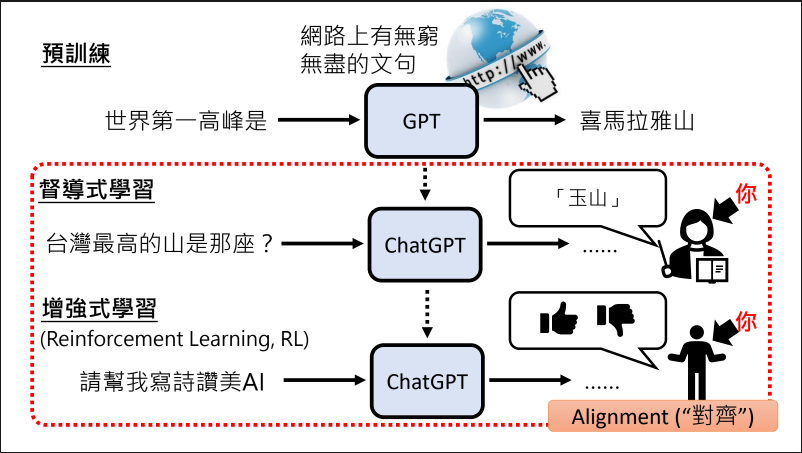 預訓練
網路上有無窮
無盡的文句
http://www.
世界第一高峰是
GPT
喜馬拉雅山
督導式學習
「玉山」
你
台灣最高的山是那座？
ChatGPT
......
增強式學習
(Reinforcement Learning, RL)
你
請幫我寫詩讚美AI
ChatGPT
......
Alignment (“對齊”)